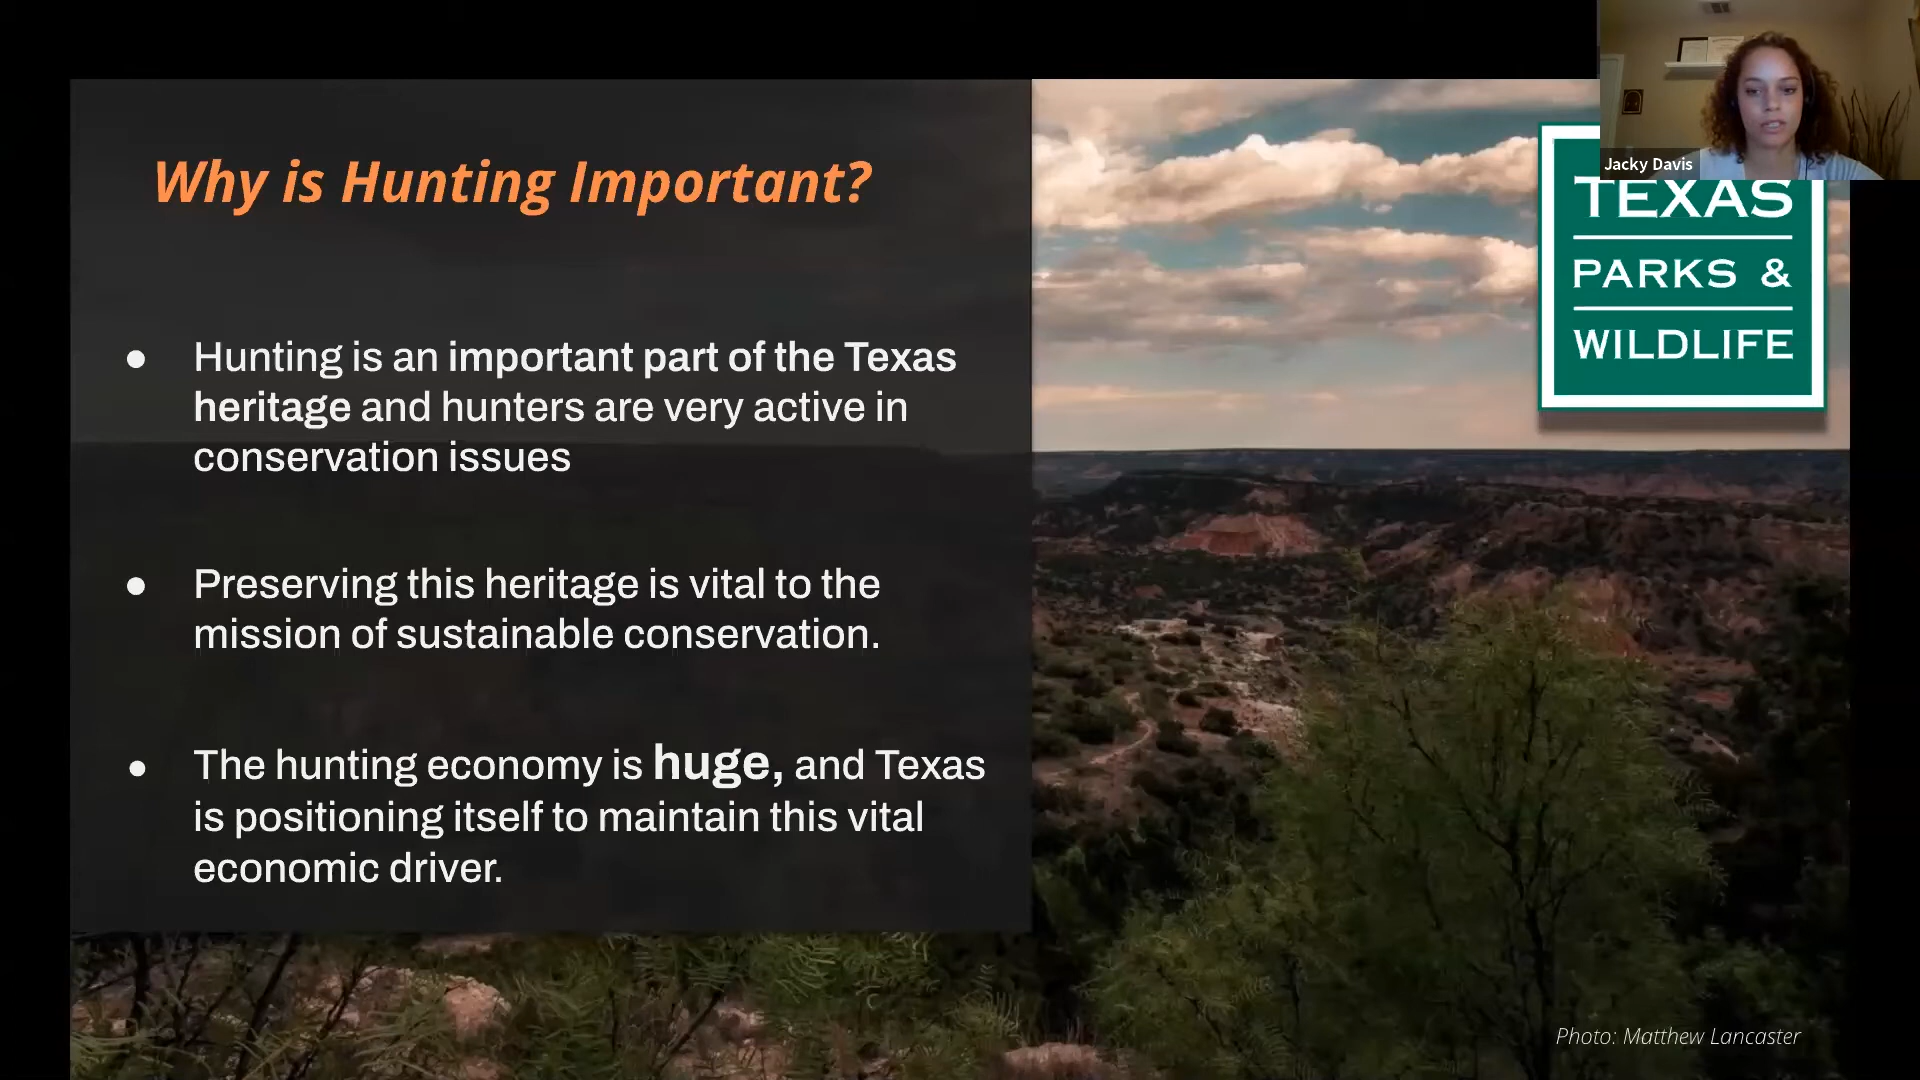 Why is Hunting Important?
● Hunting is an important part of the Texas
heritage and hunters are very active in
conservation issues
● Preserving this heritage is vital to the
mission of sustainable conservation.
● The hunting economy is huge, and Texas
is positioning itself to maintain this vital
economic driver.
Jacky Davis
TEXAS
PARKS &
WILDLIFE
Photo: Matthew Lancaster